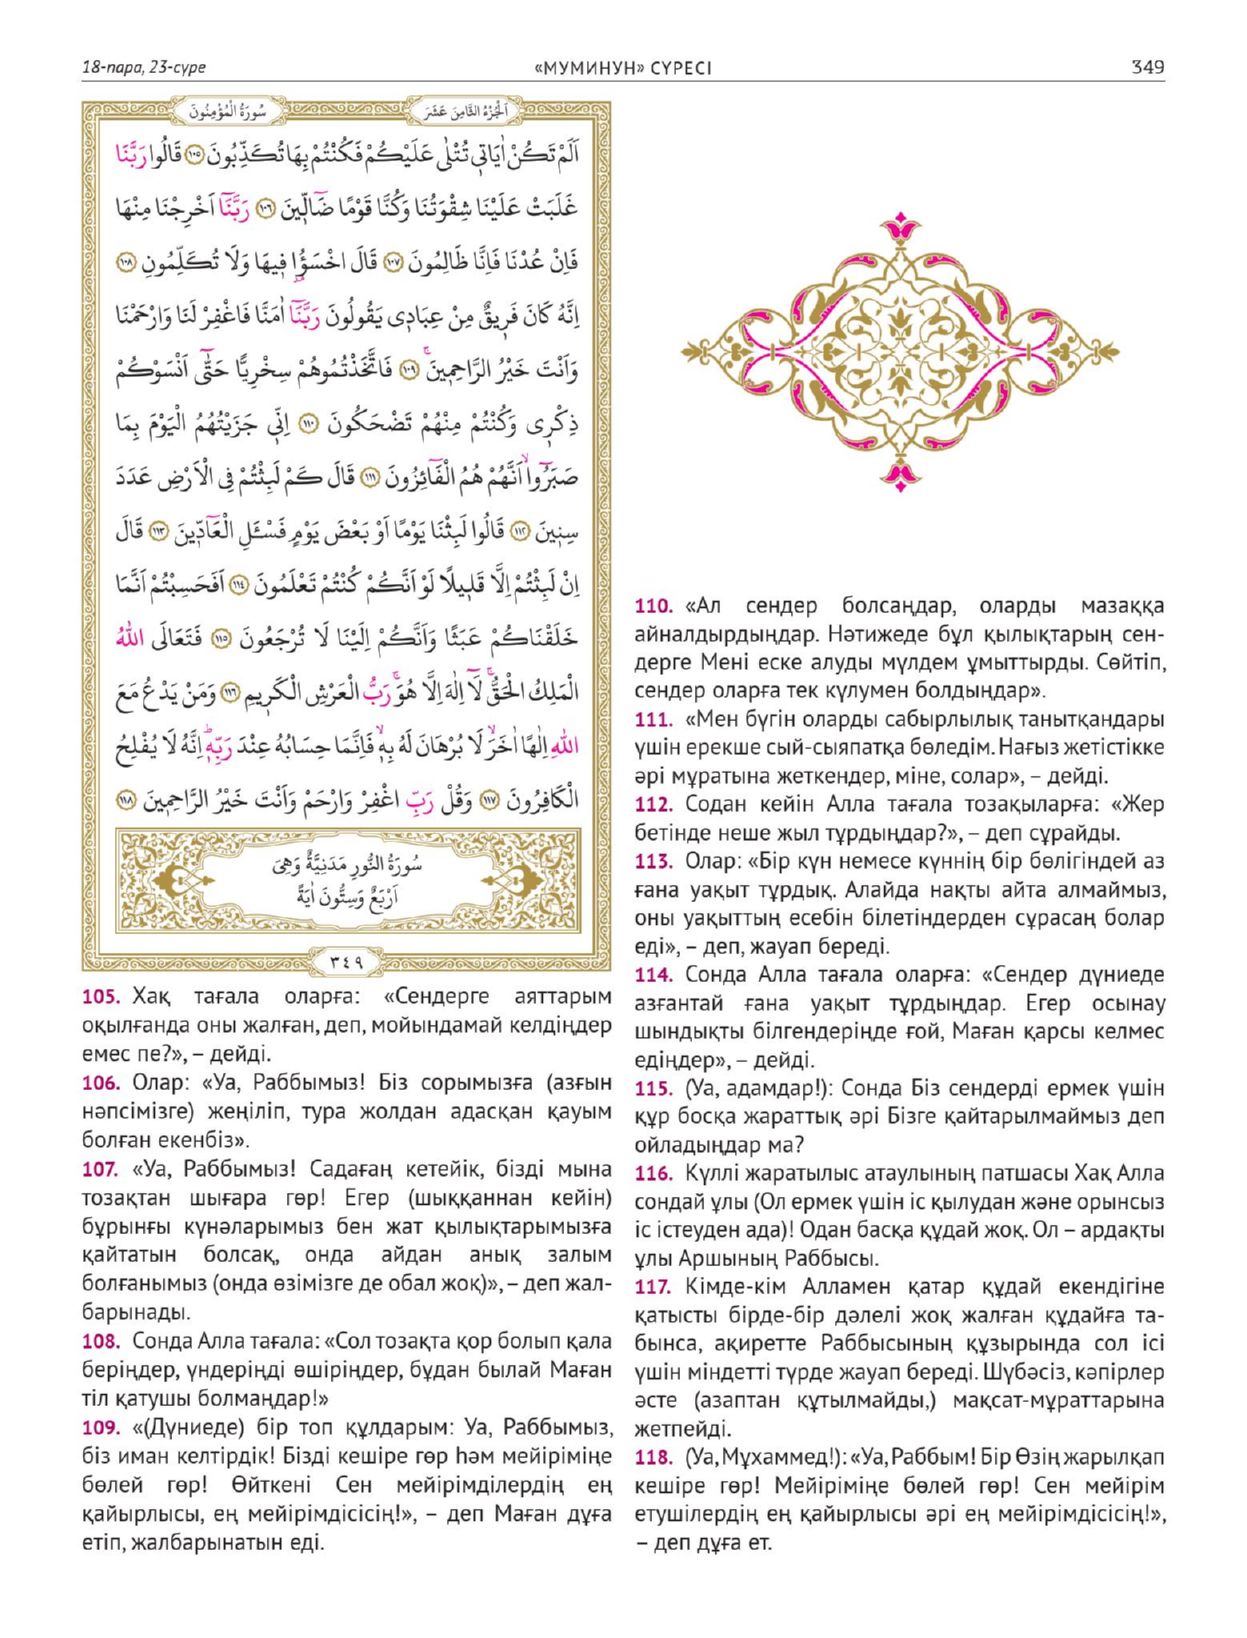 18-пара, 23-сүре
«МУМИНУН» СҮРЕСІ
349
اَلْجُزْءُ الثَّامِنَ عَشَرَ
سُورَةُ الْمُؤْمِنُونَ
اَلَمْ تَكُنْ اٰيَاتٖي تُتْلٰى عَلَيْكُمْ فَكُنْتُمْ بِهَا تُكَذِّبُونَ ﴿١٠٥﴾ قَالُوا رَبَّنَا
غَلَبَتْ عَلَيْنَا شِقْوَتُنَا وَكُنَّا قَوْمًا ضَٓالّٖينَ ﴿١٠٦﴾ رَبَّنَٓا اَخْرِجْنَا مِنْهَا
فَاِنْ عُدْنَا فَاِنَّا ظَالِمُونَ ﴿١٠٧﴾ قَالَ اخْسَؤُ۫ا فٖيهَا وَلَا تُكَلِّمُونِ ﴿١٠٨﴾
اِنَّهُ كَانَ فَرٖيقٌ مِنْ عِبَادٖى يَقُولُونَ رَبَّنَٓا اٰمَنَّا فَاغْفِرْ لَنَا وَارْحَمْنَا
وَاَنْتَ خَيْرُ الرَّاحِمٖينَۚ ﴿١٠٩﴾ فَاتَّخَذْتُمُوهُمْ سِخْرِيًّا حَتّٰٓى اَنْسَوْكُمْ
ذِكْرٖى وَكُنْتُمْ مِنْهُمْ تَضْحَكُونَ ﴿١١٠﴾ اِنّٖي جَزَيْتُهُمُ الْيَوْمَ بِمَا
صَبَرُٓواۙ اَنَّهُمْ هُمُ الْفَٓائِزُونَ ﴿١١١﴾ قَالَ كَمْ لَبِثْتُمْ فِى الْاَرْضِ عَدَدَ
سِنٖينَ ﴿١١٢﴾ قَالُوا لَبِثْنَا يَوْمًا اَوْ بَعْضَ يَوْمٍ فَسْـَٔلِ الْعَٓادّٖينَ ﴿١١٣﴾ قَالَ
اِنْ لَبِثْتُمْ اِلَّا قَلٖيلًا لَوْ اَنَّكُمْ كُنْتُمْ تَعْلَمُونَ ﴿١١٤﴾ اَفَحَسِبْتُمْ اَنَّمَا
خَلَقْنَاكُمْ عَبَثًا وَاَنَّكُمْ اِلَيْنَا لَا تُرْجَعُونَ ﴿١١٥﴾ فَتَعَالَى اللّٰهُ
الْمَلِكُ الْحَقُّۚ لَٓا اِلٰهَ اِلَّا هُوَۚ رَبُّ الْعَرْشِ الْكَرٖيمِ ﴿١١٦﴾ وَمَنْ يَدْعُ مَعَ
اللّٰهِ اِلٰهًا اٰخَرَۙ لَا بُرْهَانَ لَهُ بِهٖۙ فَاِنَّمَا حِسَابُهُ عِنْدَ رَبِّهٖؕ اِنَّهُ لَا يُفْلِحُ
الْكَافِرُونَ ﴿١١٧﴾ وَقُلْ رَبِّ اغْفِرْ وَارْحَمْ وَاَنْتَ خَيْرُ الرَّاحِمٖينَ ﴿١١٨﴾
سُورَةُ النُّورِ مَدَنِيَّةٌ وَهِىَ
اَرْبَعٌ وَسِتُّونَ اٰيَةً
٣٤٩
105. Хақ тағала оларға: «Сендерге аяттарым
оқылғанда оны жалған, деп, мойындамай келдіңдер
емес пе?», – дейді.
106. Олар: «Уа, Раббымыз! Біз сорымызға (азғын
нәпсімізге) жеңіліп, тура жолдан адасқан қауым
болған екенбіз».
107. «Уа, Раббымыз! Садағаң кетейік, бізді мына
тозақтан шығара гөр! Егер (шыққаннан кейін)
бұрынғы күнәларымыз бен жат қылықтарымызға
қайтатын болсақ, онда айдан анық залым
болғанымыз (онда өзімізге де обал жоқ)», – деп жал-
барынады.
108. Сонда Алла тағала: «Сол тозақта қор болып қала
беріңдер, үндеріңді өшіріңдер, бұдан былай Маған
тіл қатушы болмаңдар!»
109. «(Дүниеде) бір топ құлдарым: Уа, Раббымыз,
біз иман келтірдік! Бізді кешіре гөр һәм мейіріміңе
бөлей гөр! Өйткені Сен мейірімділердің ең
қайырлысы, ең мейірімдісісің!», – деп Маған дұға
етіп, жалбарынатын еді.
110. «Ал сендер болсаңдар, оларды мазаққа
айналдырдыңдар. Нәтижеде бұл қылықтарың сен-
дерге Мені еске алуды мүлдем ұмыттырды. Сөйтіп,
сендер оларға тек күлумен болдыңдар».
111. «Мен бүгін оларды сабырлылық танытқандары
үшін ерекше сый-сыяпатқа бөледім. Нағыз жетістікке
әрі мұратына жеткендер, міне, солар», – дейді.
112. Содан кейін Алла тағала тозақыларға: «Жер
бетінде неше жыл тұрдыңдар?», – деп сұрайды.
113. Олар: «Бір күн немесе күннің бір бөлігіндей аз
ғана уақыт тұрдық. Алайда нақты айта алмаймыз,
оны уақыттың есебін білетіндерден сұрасаң болар
еді», – деп, жауап береді.
114. Сонда Алла тағала оларға: «Сендер дүниеде
азғантай ғана уақыт тұрдыңдар. Егер осынау
шындықты білгендеріңде ғой, Маған қарсы келмес
едіңдер», – дейді.
115. (Уа, адамдар!): Сонда Біз сендерді ермек үшін
құр босқа жараттық әрі Бізге қайтарылмаймыз деп
ойладыңдар ма?
116. Күллі жаратылыс атаулының патшасы Хақ Алла
сондай ұлы (Ол ермек үшін іс қылудан және орынсыз
іс істеуден ада)! Одан басқа құдай жоқ. Ол – ардақты
ұлы Аршының Раббысы.
117. Кімде-кім Алламен қатар құдай екендігіне
қатысты бірде-бір дәлелі жоқ жалған құдайға та-
бынса, ақиретте Раббысының құзырында сол ісі
үшін міндетті түрде жауап береді. Шүбәсіз, кәпірлер
әсте (азаптан құтылмайды,) мақсат-мұраттарына
жетпейді.
118. (Уа, Мұхаммед!): «Уа, Раббым! Бір Өзің жарылқап
кешіре гөр! Мейіріміңе бөлей гөр! Сен мейірім
етушілердің ең қайырлысы әрі ең мейірімдісісің!»,
– деп дұға ет.